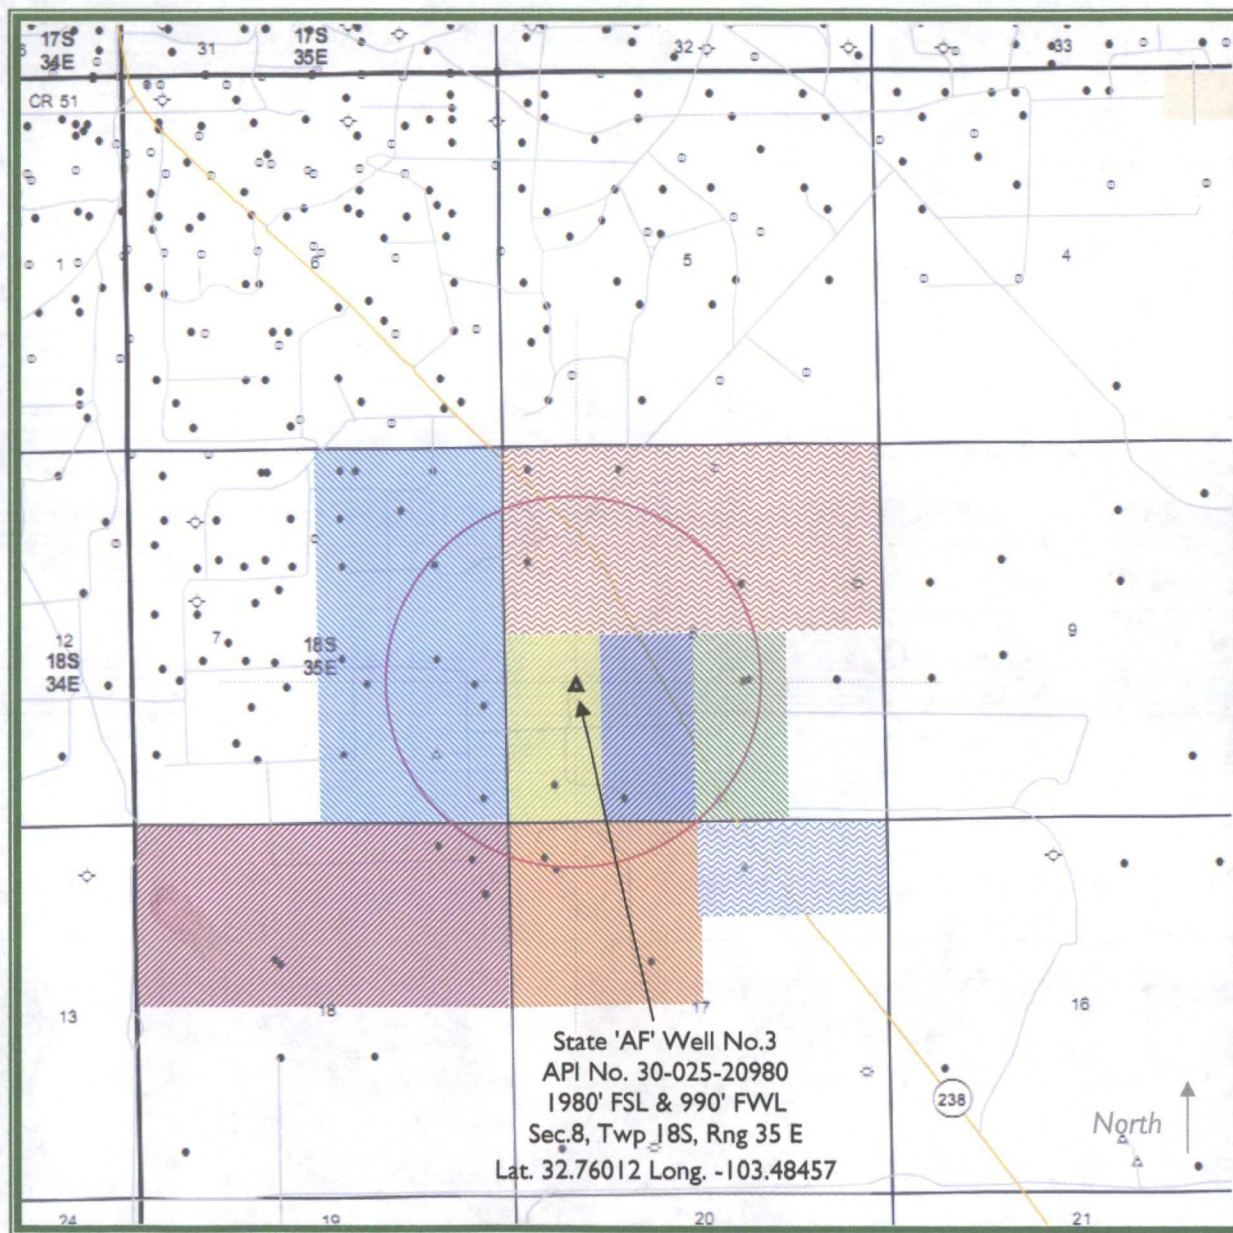 17S
34E
31
17S
35E
32
33
CR 51
1
6
5
4
12
18S
34E
7
18S
35E
8
9
13
18
17
16
State 'AF' Well No.3
API No. 30-025-20980
1980' FSL & 990' FWL
Sec.8, Twp 18S, Rng 35 E
Lat. 32.76012 Long. -103.48457
238
North
24
19
20
21